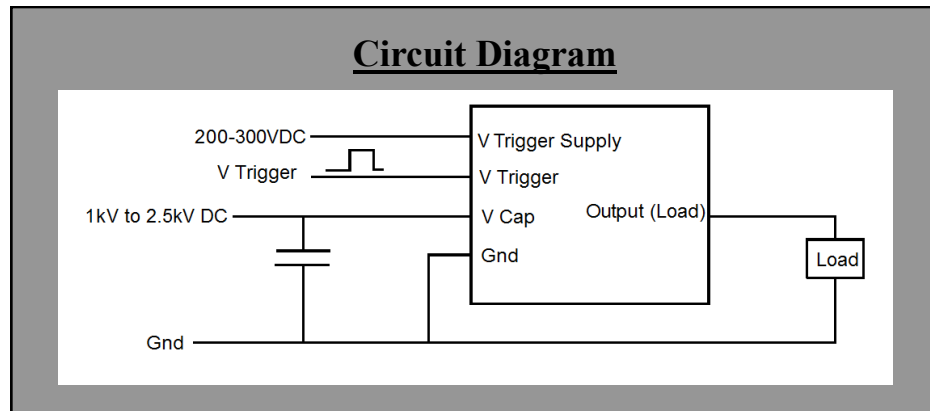 Circuit Diagram
200-300VDC
V Trigger Supply
V Trigger
V Trigger
1kV to 2.5kV DC
V Cap
Output (Load)
Gnd
Load
Gnd